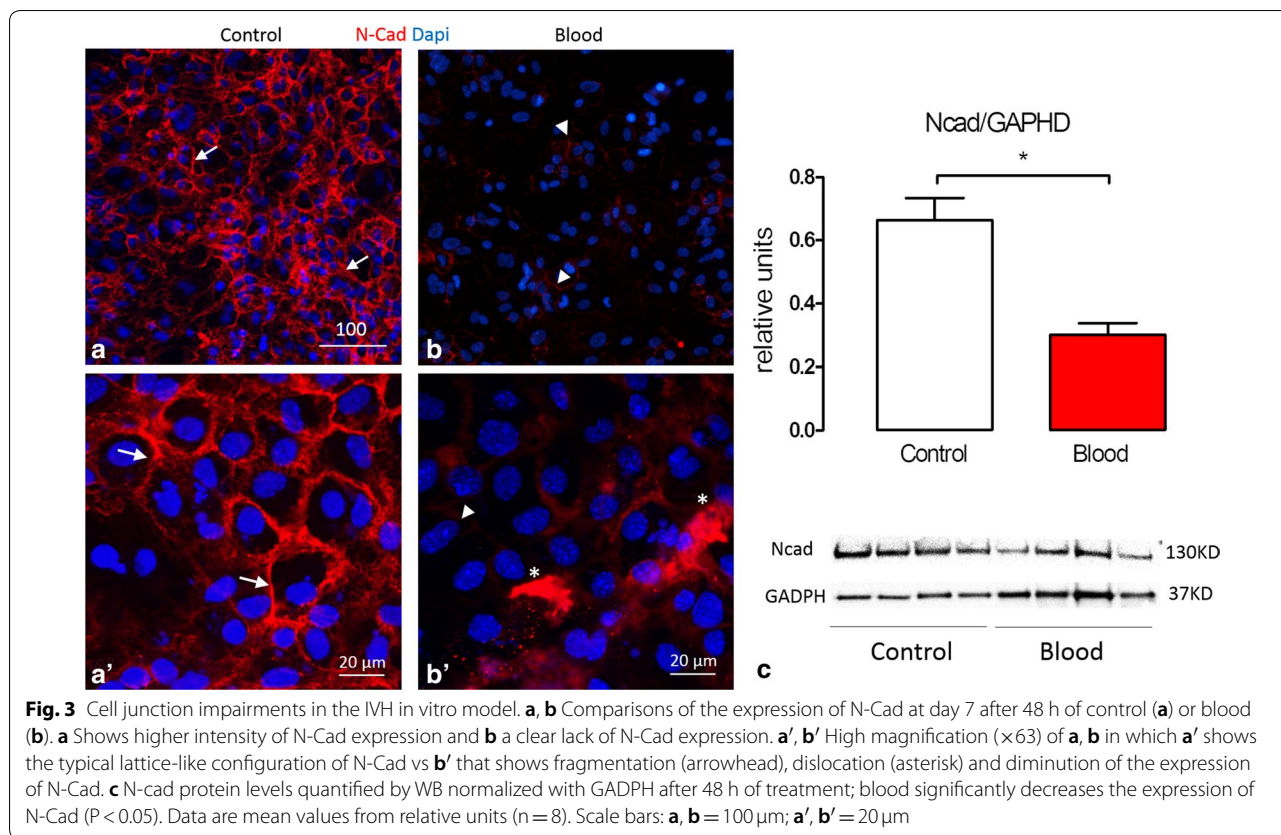 Control N-Cad Dapi Blood
100
a
b
20 µm
a'
20 µm
b'
* *
Ncad/GAPHD
*
relative units
0.8
0.6
0.4
0.2
0.0
Control Blood
Ncad 130KD
GADPH 37KD
Control Blood
c
Fig. 3 Cell junction impairments in the IVH in vitro model. a, b Comparisons of the expression of N-Cad at day 7 after 48 h of control (a) or blood
(b). a Shows higher intensity of N-Cad expression and b a clear lack of N-Cad expression. a′, b′ High magnification (×63) of a, b in which a′ shows
the typical lattice-like configuration of N-Cad vs b′ that shows fragmentation (arrowhead), dislocation (asterisk) and diminution of the expression
of N-Cad. c N-cad protein levels quantified by WB normalized with GADPH after 48 h of treatment; blood significantly decreases the expression of
N-Cad (P < 0.05). Data are mean values from relative units (n = 8). Scale bars: a, b = 100 µm; a′, b′ = 20 µm